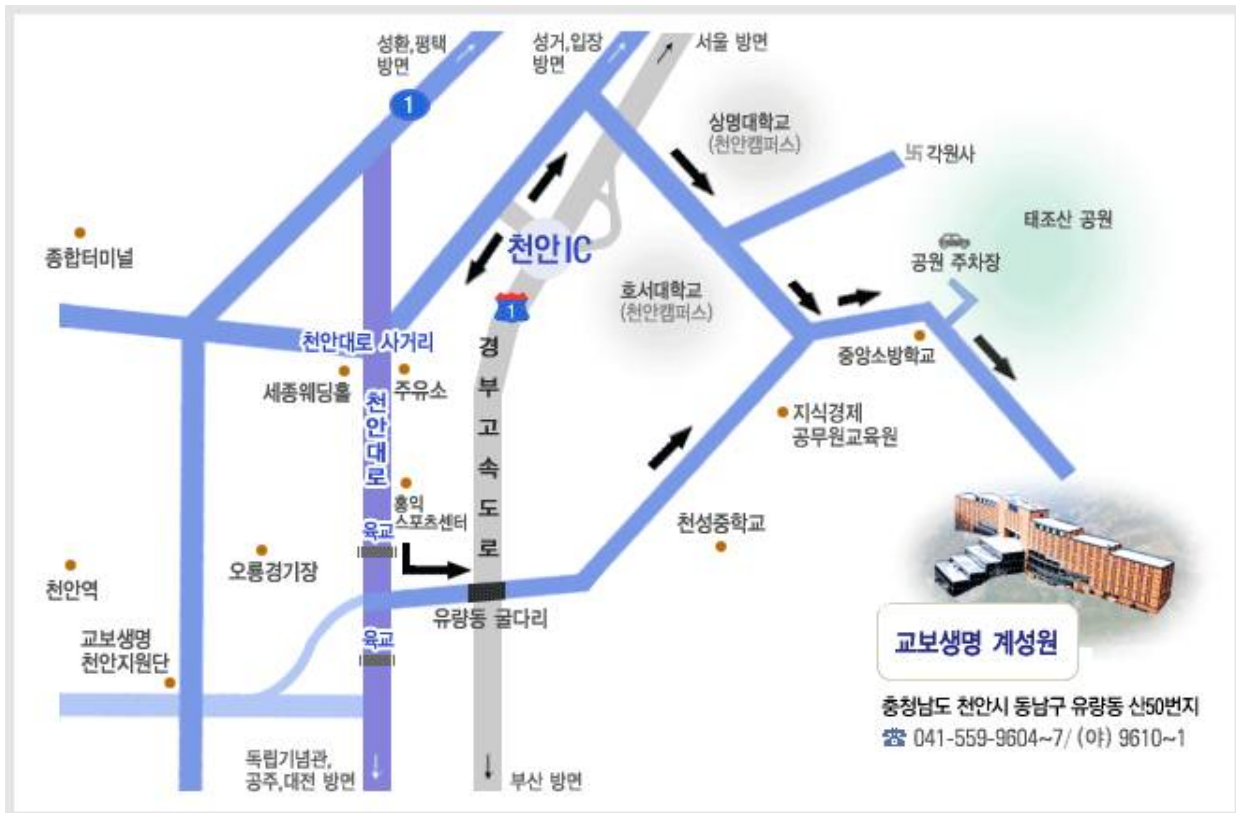 성환,평택
방면
성거,입장
방면
서울 방면
1
상명대학교
(천안캠퍼스)
卍 각원사
태조산 공원
종합터미널
천안IC
공원 주차장
호서대학교
(천안캠퍼스)
1
천안대로 사거리
경부고속도로
중앙소방학교
세종웨딩홀
주유소
천안대로
지식경제
공무원교육원
홍익
스포츠센터
천성중학교
육교
오룡경기장
천안역
유량동 굴다리
육교
교보생명
천안지원단
교보생명 계성원
충청남도 천안시 동남구 유량동 산50번지
☎ 041-559-9604~7/ (야) 9610~1
독립기념관,
공주,대전 방면
부산 방면